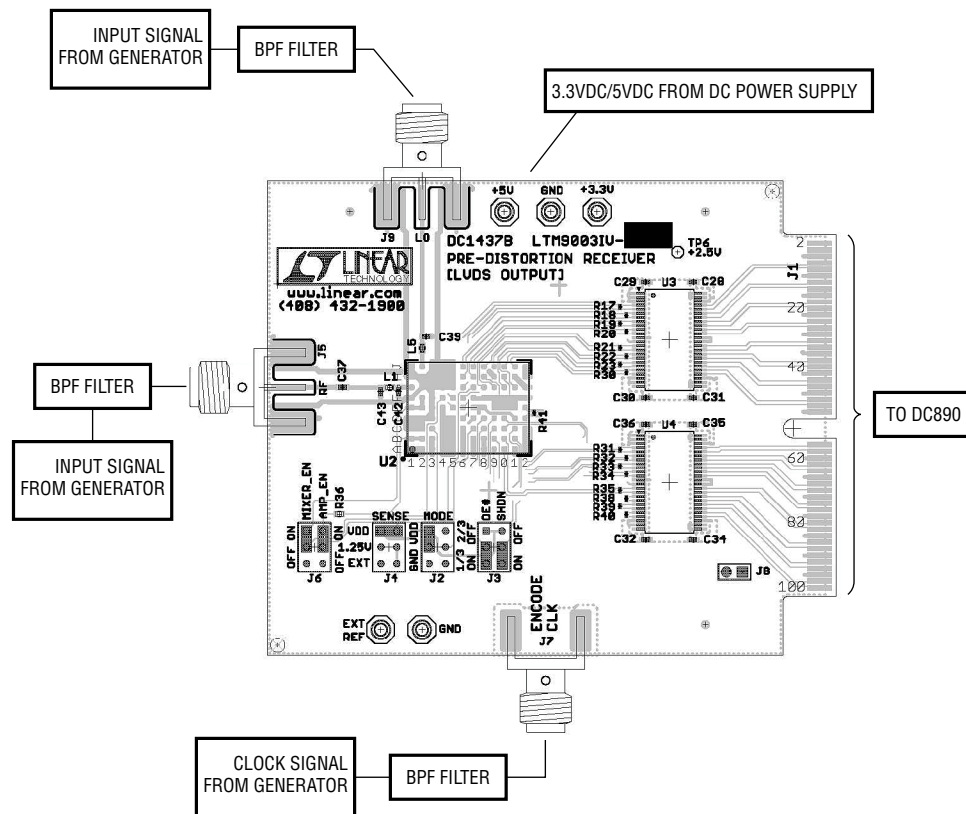 INPUT SIGNAL
FROM GENERATOR
BPF FILTER
3.3VDC/5VDC FROM DC POWER SUPPLY
+5V
GND
+3.3V
J9
LO
DC1437B LTM9003IV-
PRE-DISTORTION RECEIVER
[LVDS OUTPUT]
TP6
+2.5V
2
J1
LINEAR
TECHNOLOGY
www.linear.com
(408) 432-1900
C29
U3
C28
R17
R18
R19
R20
20
R21
R22
R23
R30
40
C39
L5
J5
RF
C37
L1
C43
C42
R41
C30
C31
BPF FILTER
INPUT SIGNAL
FROM GENERATOR
TO DC890
C36
U4
C35
U2
1 2 3 4 5 6 7 8 9 0 1 2
60
R31
R32
R33
R34
R35
R38
R39
R40
80
C32
C34
MIXER_EN
AMP_EN
R36
OFF ON
OFF ON
J6
SENSE
VDD
1.25V
EXT
J4
MODE
GND VDD
1/3 2/3
J2
OE#
SHDN
ON OFF
ON OFF
J3
J8
100
EXT
REF
GND
ENCODE
CLK
J7
CLOCK SIGNAL
FROM GENERATOR
BPF FILTER